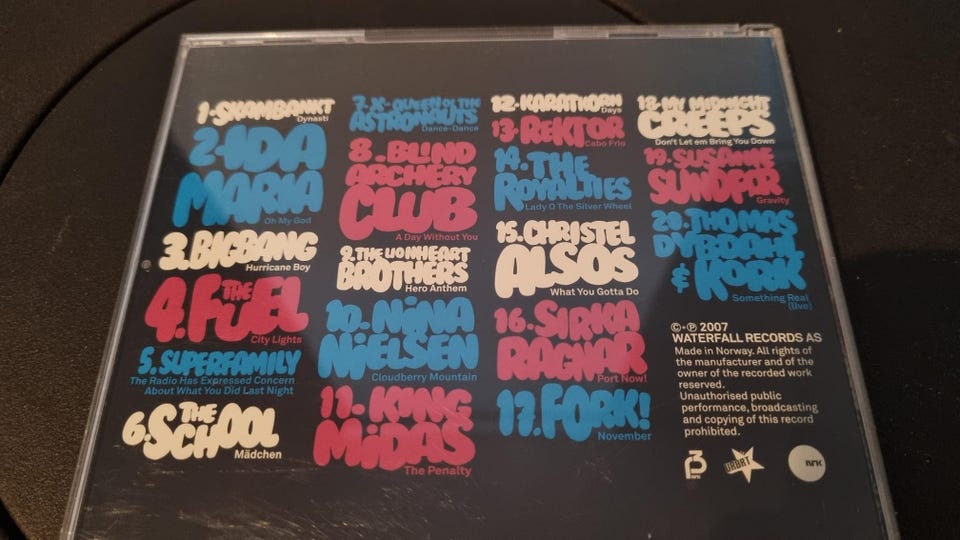 1. SKAMBANKT
Dynasti
2. IDA
MARIA
Oh My God
3. BIGBANG
Hurricane Boy
4. THE
FUEL
City Lights
5. SUPERFAMILY
The Radio Has Expressed Concern
About What You Did Last Night
6. THE
SCHOOL
Mädchen
7. X-QUEEN OF THE
ASTRONAUTS
Dance-Dance
8. BLIND
ARCHERY
CLUB
A Day Without You
9. THE LIONHEART
BROTHERS
Hero Anthem
10. NiNA
NiELSEN
Cloudberry Mountain
11. KING
MiDAS
The Penalty
12. KARATHORN
Days
13. REKTOR
Cabo Frio
14. THE
ROYALTIES
Lady O The Silver Wheel
15. CHRISTEL
ALSOS
What You Gotta Do
16. SIRKA
RAGNAR
Port Now!
17. FORK!
November
18. MY MIDNIGHT
CREEPS
Don't Let em Bring You Down
19. SUSANNE
SUNDFØR
Gravity
20. THOMAS
DYBDAHL
& KORK
Something Real
(live)
©+℗ 2007
WATERFALL RECORDS AS
Made in Norway. All rights of
the manufacturer and of the
owner of the recorded work
reserved.
Unauthorised public
performance, broadcasting
and copying of this record
prohibited.
P3
NRK
URØRT
NRK